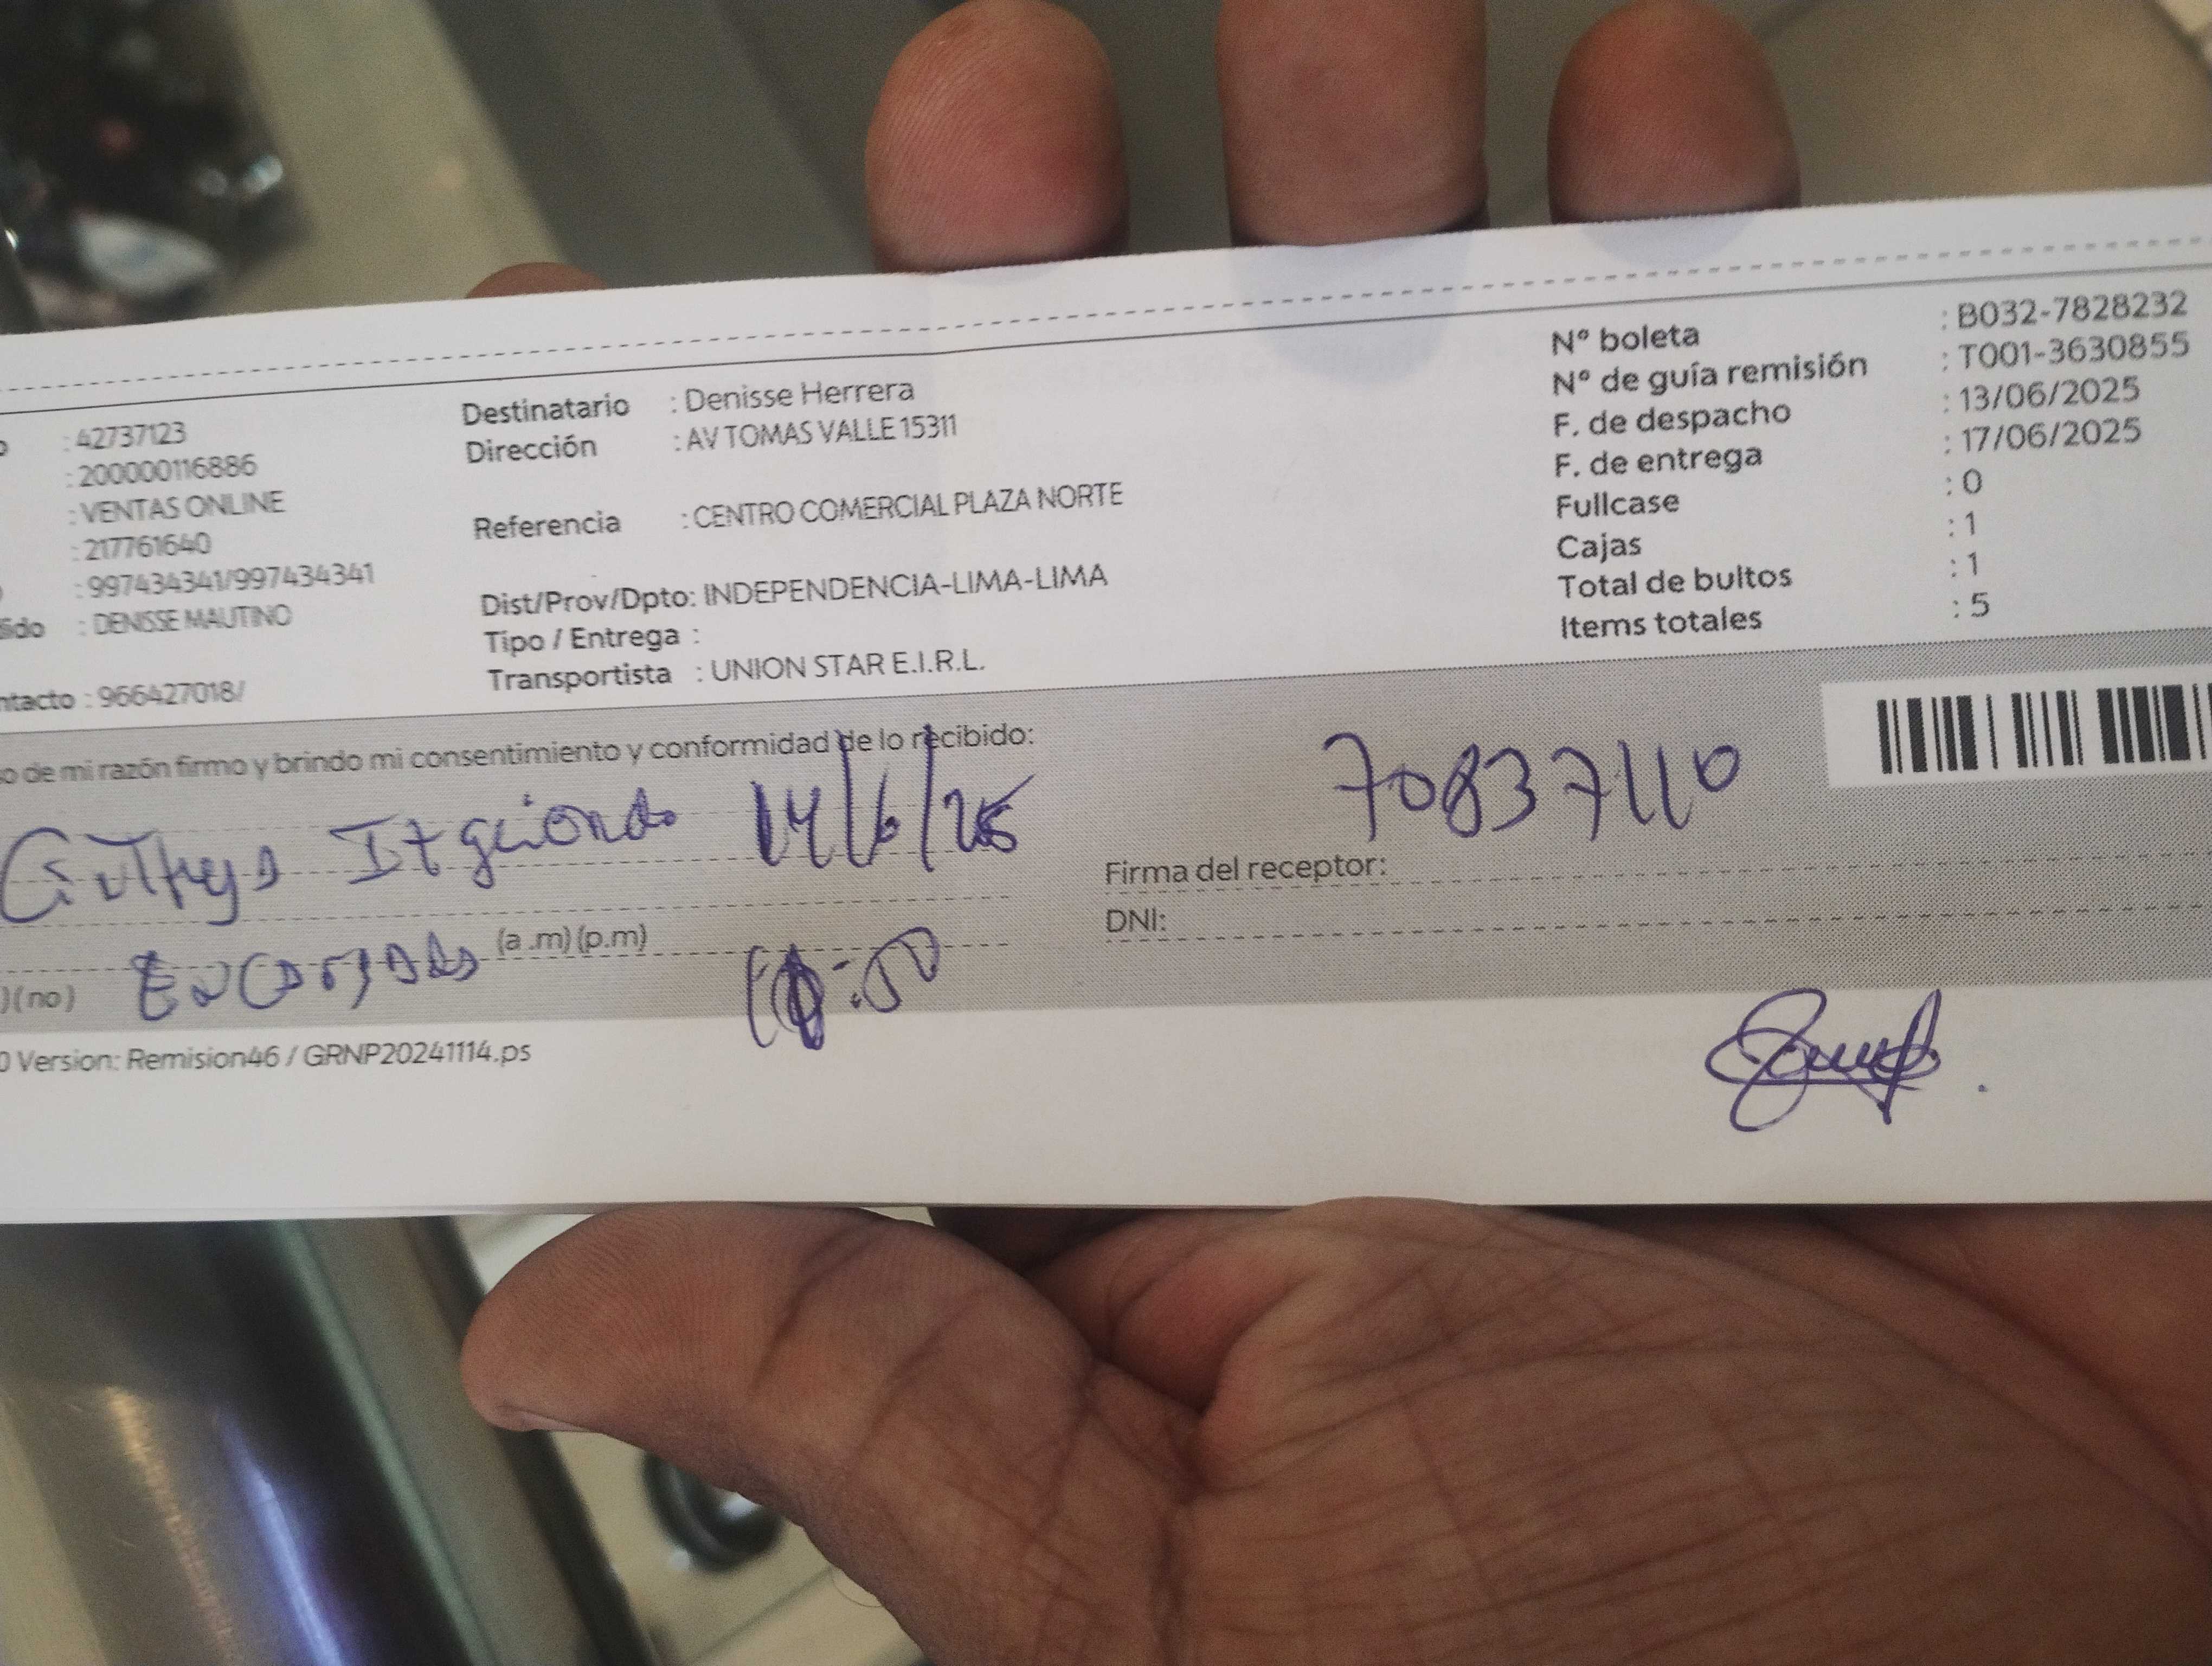 : 42737123
: 200000116886
: VENTAS ONLINE
: 217761640
: 997434341/997434341
: DENISSE MAUTINO
ntacto : 966427018/
Destinatario : Denisse Herrera
Dirección : AV TOMAS VALLE 15311
Referencia : CENTRO COMERCIAL PLAZA NORTE
Dist/Prov/Dpto: INDEPENDENCIA-LIMA-LIMA
Tipo / Entrega :
Transportista : UNION STAR E.I.R.L.
N° boleta : B032-7828232
N° de guía remisión : T001-3630855
F. de despacho : 13/06/2025
F. de entrega : 17/06/2025
Fullcase : 0
Cajas : 1
Total de bultos : 1
Items totales : 5
o de mi razón firmo y brindo mi consentimiento y conformidad de lo recibido:
14/6/25
70837110
Firma del receptor:
DNI:
(a .m) (p.m)
)(no) Encargado
0 Version: Remision46 / GRNP20241114.ps